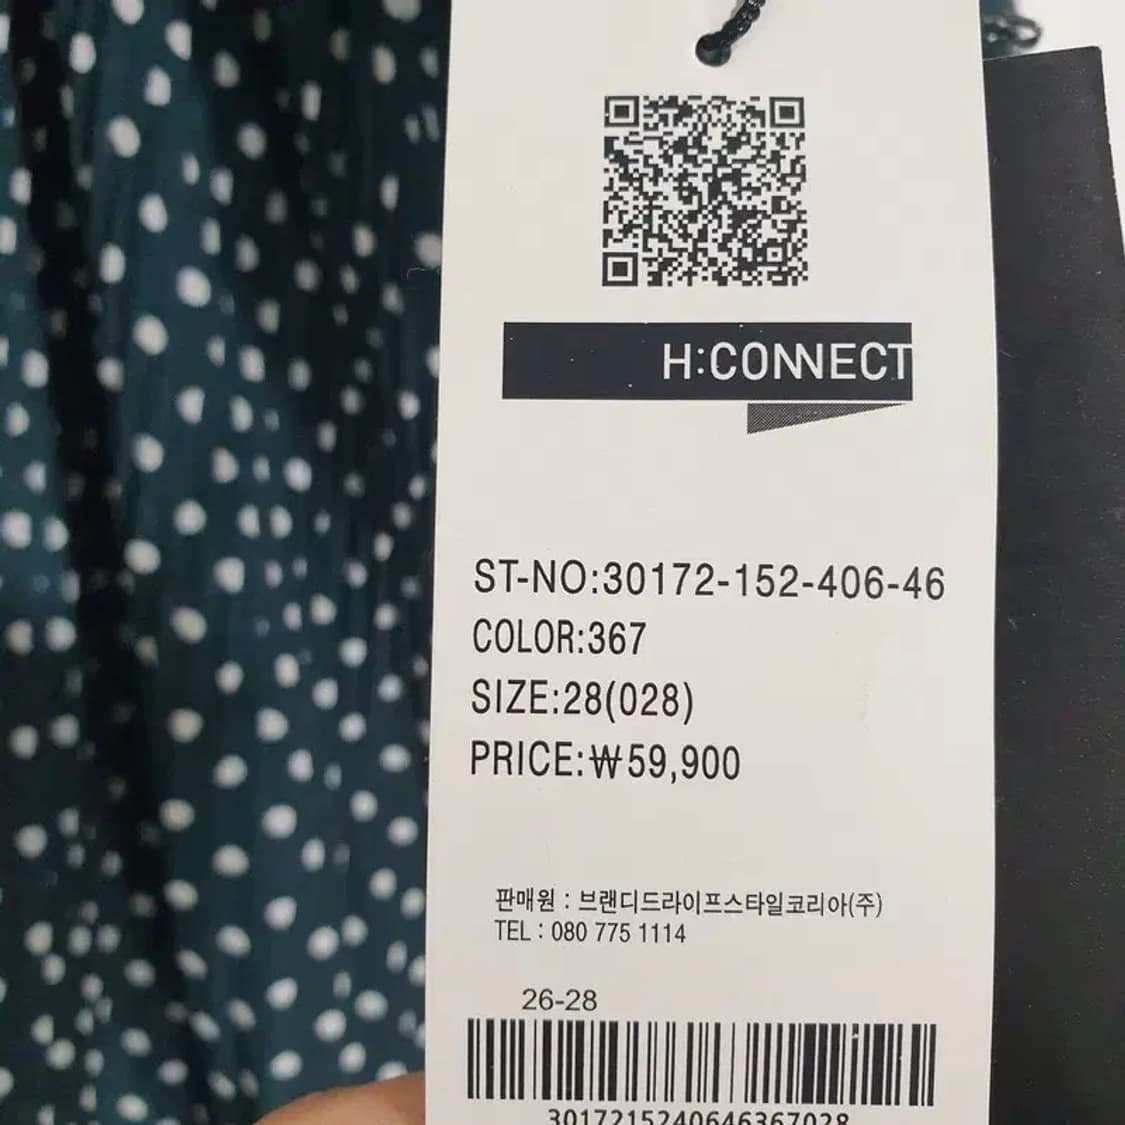 H:CONNECT
ST-NO:30172-152-406-46
COLOR:367
SIZE:28(028)
PRICE:₩59,900
판매원 : 브랜디드라이프스타일코리아(주)
TEL : 080 775 1114
26-28
3017215240646367028